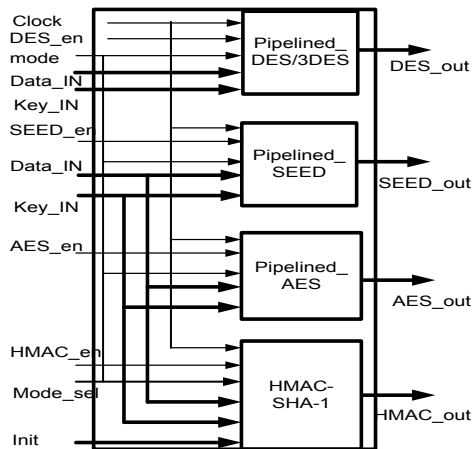 Clock
DES_en
mode
Data_IN
Key_IN
SEED_en
Data_IN
Key_IN
AES_en
HMAC_en
Mode_sel
Init
Pipelined_
DES/3DES
Pipelined_
SEED
Pipelined_
AES
HMAC-
SHA-1
DES_out
SEED_out
AES_out
HMAC_out